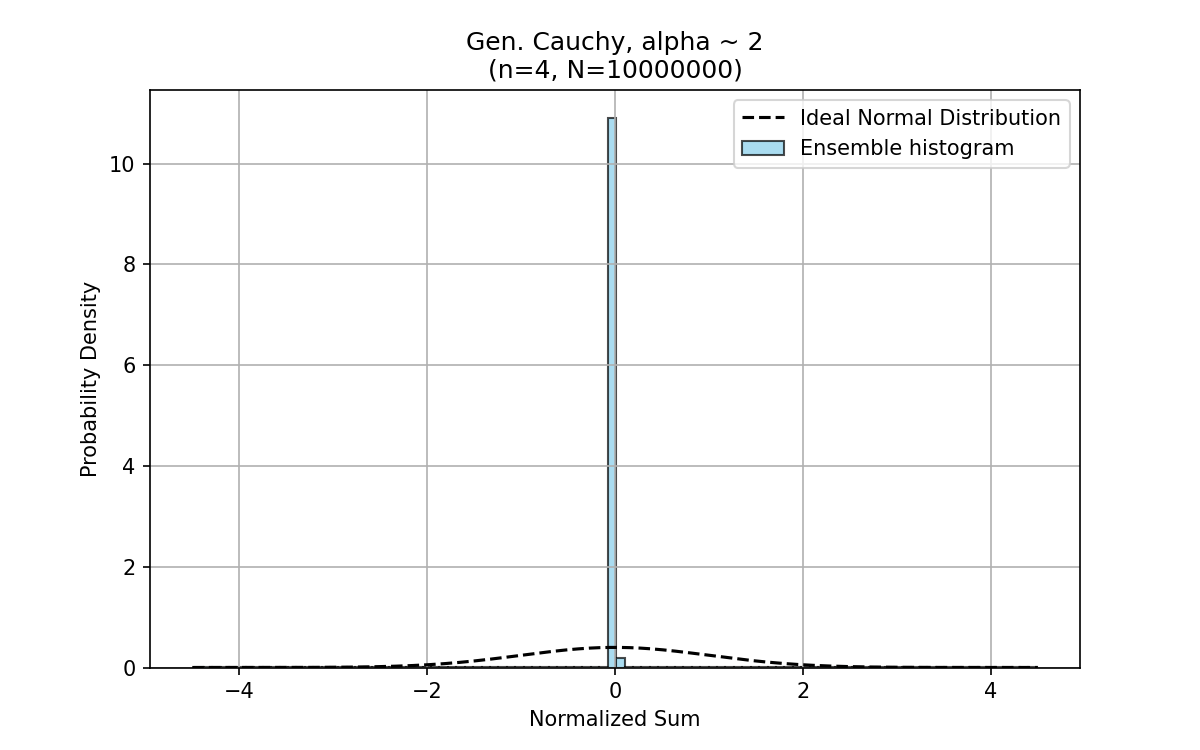 Gen. Cauchy, alpha ~ 2
(n=4, N=10000000)
Ideal Normal Distribution
Ensemble histogram
Probability Density
10
8
6
4
2
0
−4
−2
0
2
4
Normalized Sum